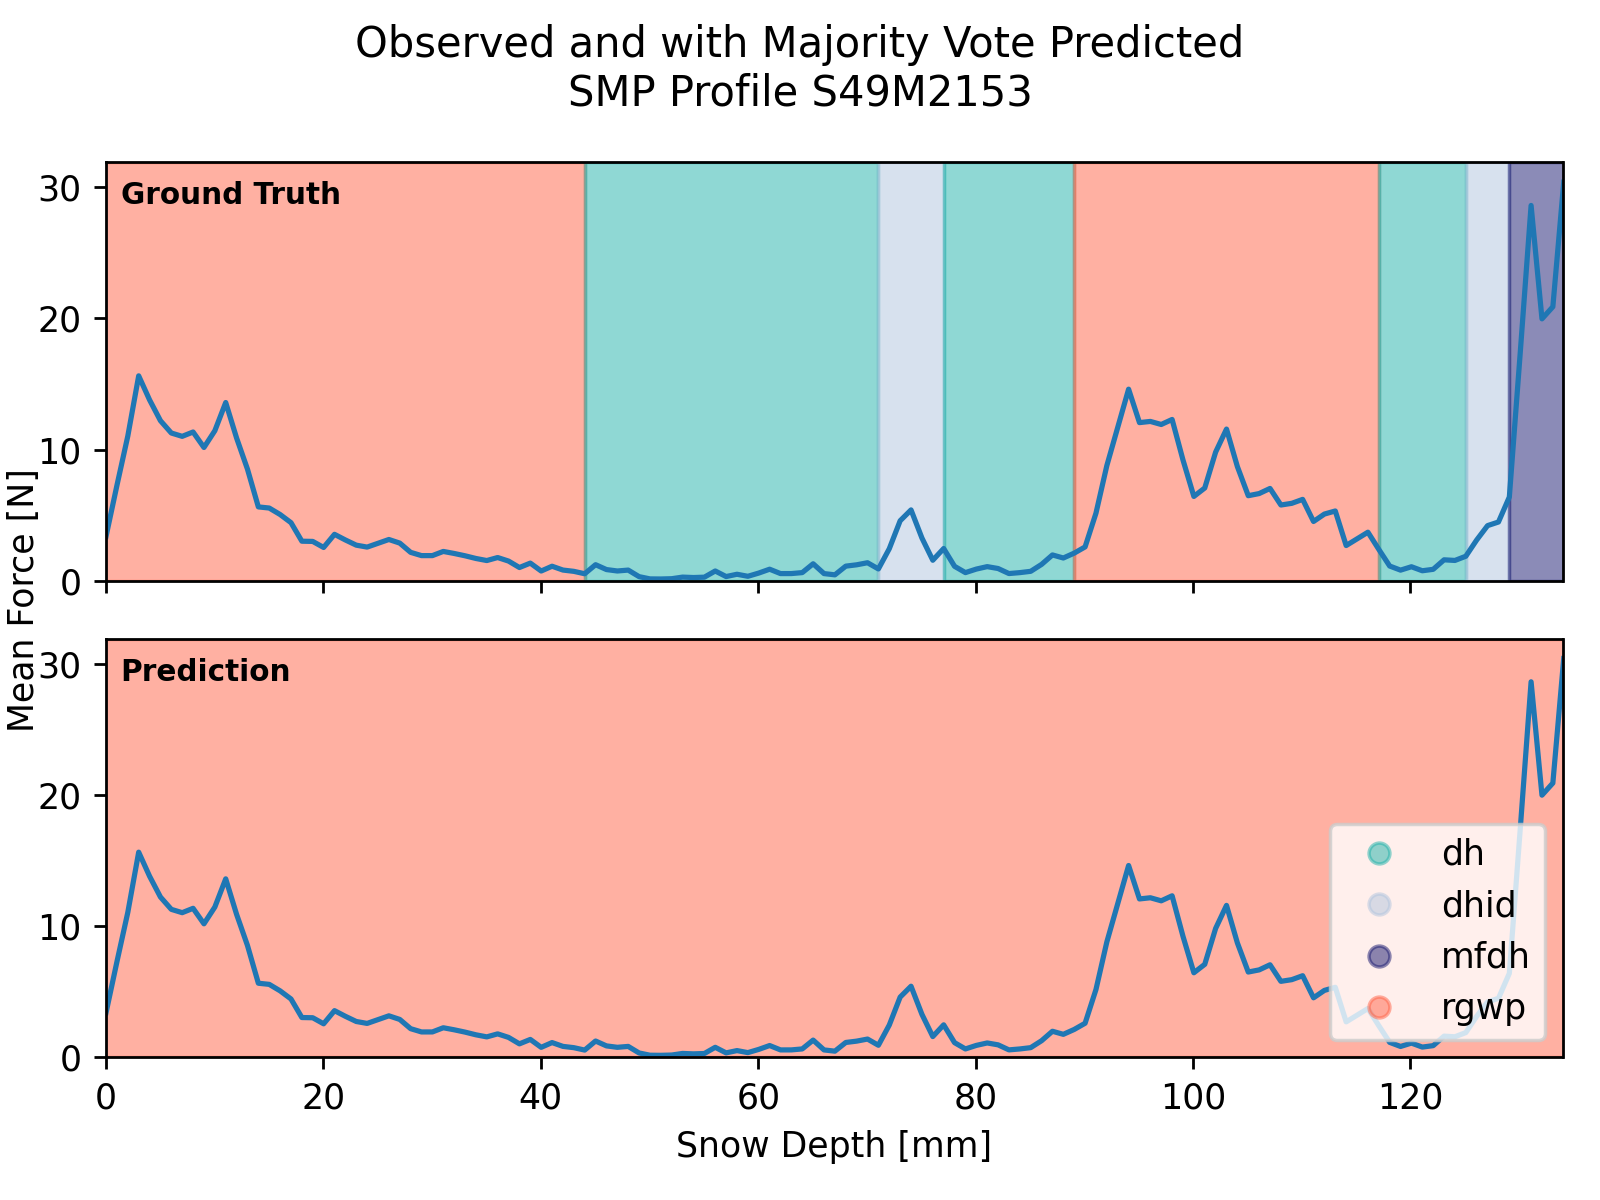 Observed and with Majority Vote Predicted
SMP Profile S49M2153
Mean Force [N]
30
20
10
0
Ground Truth
30
20
10
0
Prediction
dh
dhid
mfdh
rgwp
0 20 40 60 80 100 120
Snow Depth [mm]